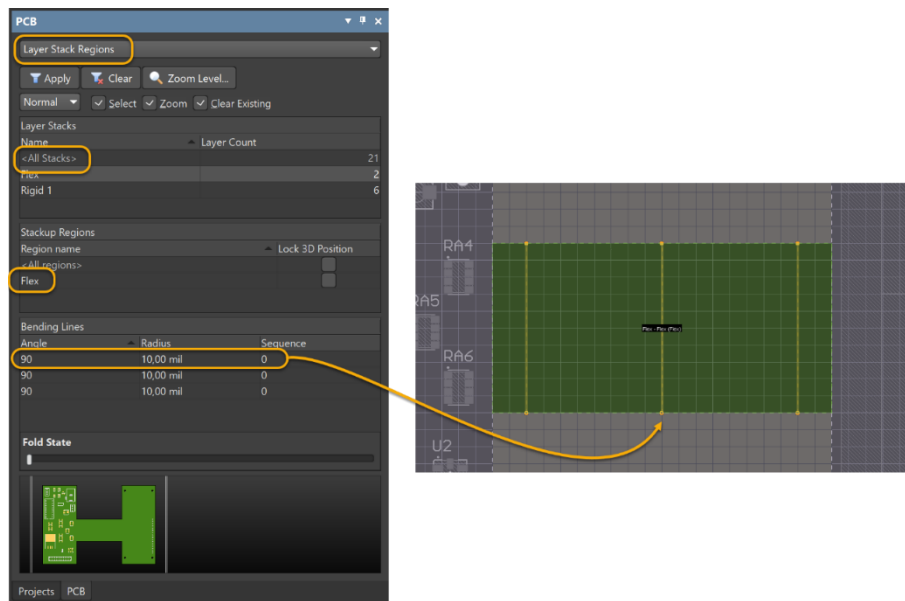 PCB
Layer Stack Regions
Apply Clear Zoom Level...
Normal Select Zoom Clear Existing
Layer Stacks
Name Layer Count
<All Stacks> 21
Flex 2
Rigid 1 6
Stackup Regions
Region name Lock 3D Position
<All regions>
Flex
Bending Lines
Angle Radius Sequence
90 10,00 mil 0
90 10,00 mil 0
90 10,00 mil 0
Fold State
Projects PCB
RA4
RA5
Flex - Flex (Flex)
RA6
U2